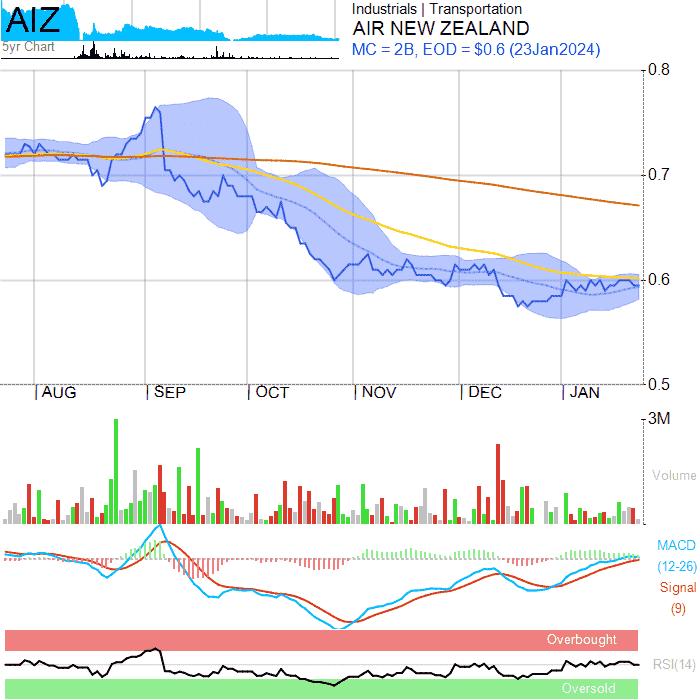 AIZ
5yr Chart
Industrials | Transportation
AIR NEW ZEALAND
MC = 2B, EOD = $0.6 (23Jan2024)
0.8
0.7
0.6
0.5
| AUG | SEP | OCT | NOV | DEC | JAN
3M
Volume
MACD
(12-26)
Signal
(9)
Overbought
RSI(14)
Oversold